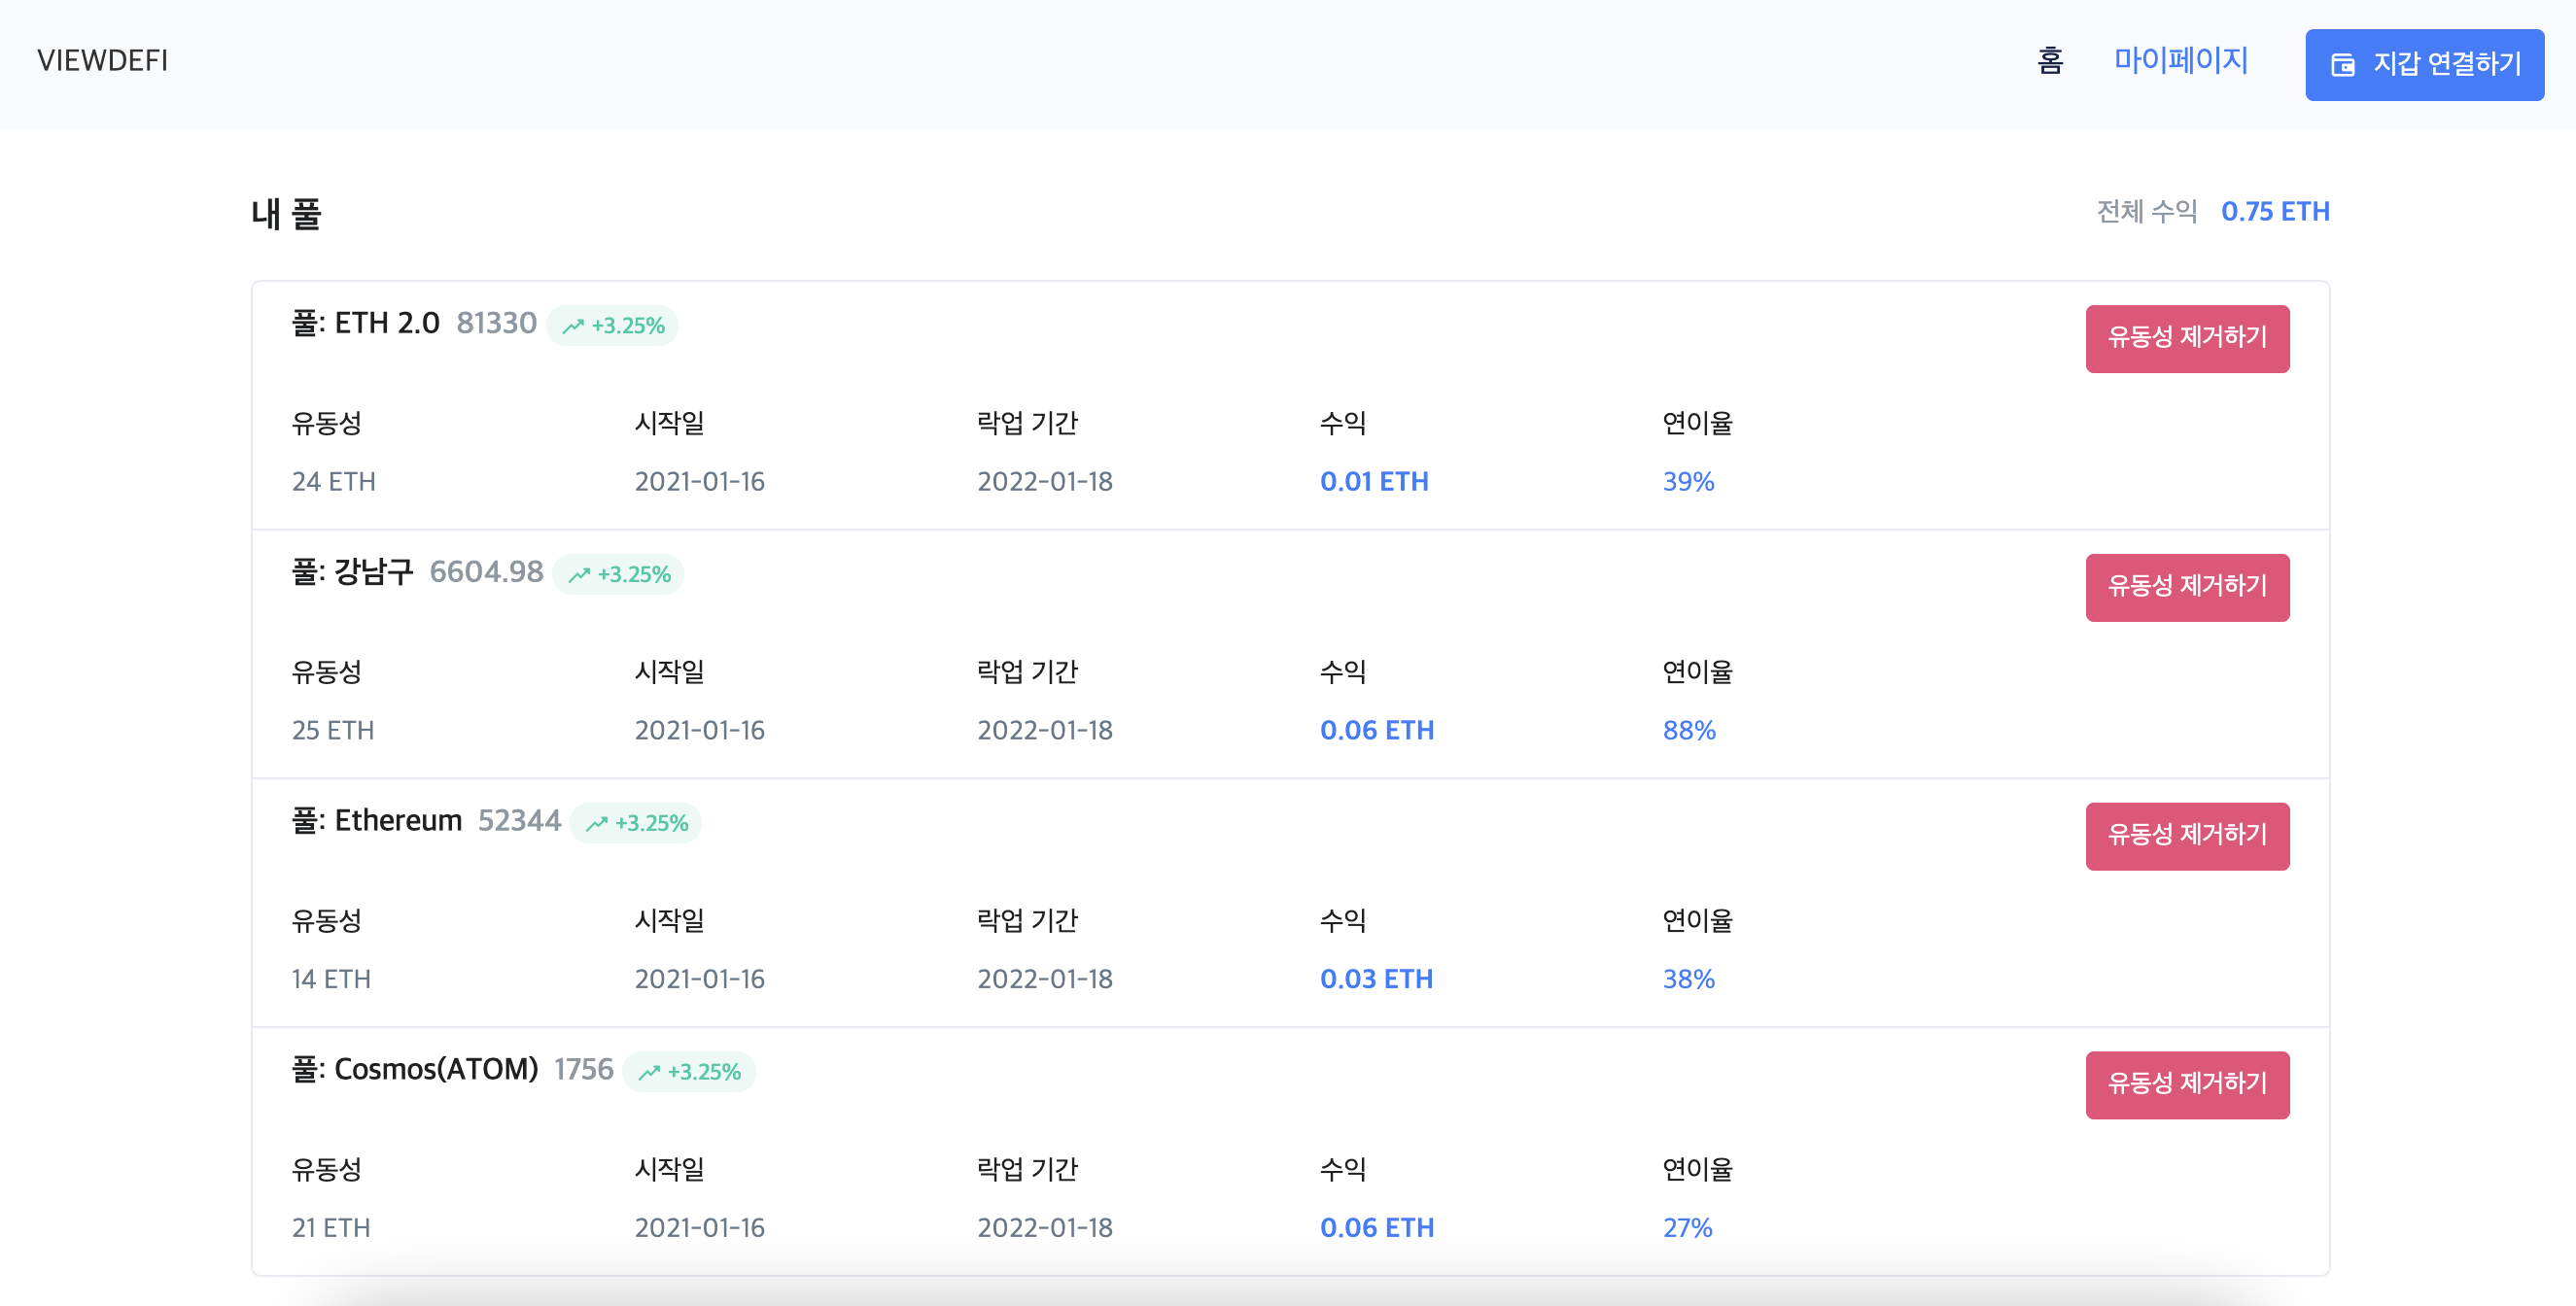 VIEWDEFI 홈 마이페이지 지갑 연결하기
내 풀 전체 수익 0.75 ETH
풀: ETH 2.0 81330 +3.25% 유동성 제거하기
유동성 시작일 락업 기간 수익 연이율
24 ETH 2021-01-16 2022-01-18 0.01 ETH 39%
풀: 강남구 6604.98 +3.25% 유동성 제거하기
유동성 시작일 락업 기간 수익 연이율
25 ETH 2021-01-16 2022-01-18 0.06 ETH 88%
풀: Ethereum 52344 +3.25% 유동성 제거하기
유동성 시작일 락업 기간 수익 연이율
14 ETH 2021-01-16 2022-01-18 0.03 ETH 38%
풀: Cosmos(ATOM) 1756 +3.25% 유동성 제거하기
유동성 시작일 락업 기간 수익 연이율
21 ETH 2021-01-16 2022-01-18 0.06 ETH 27%